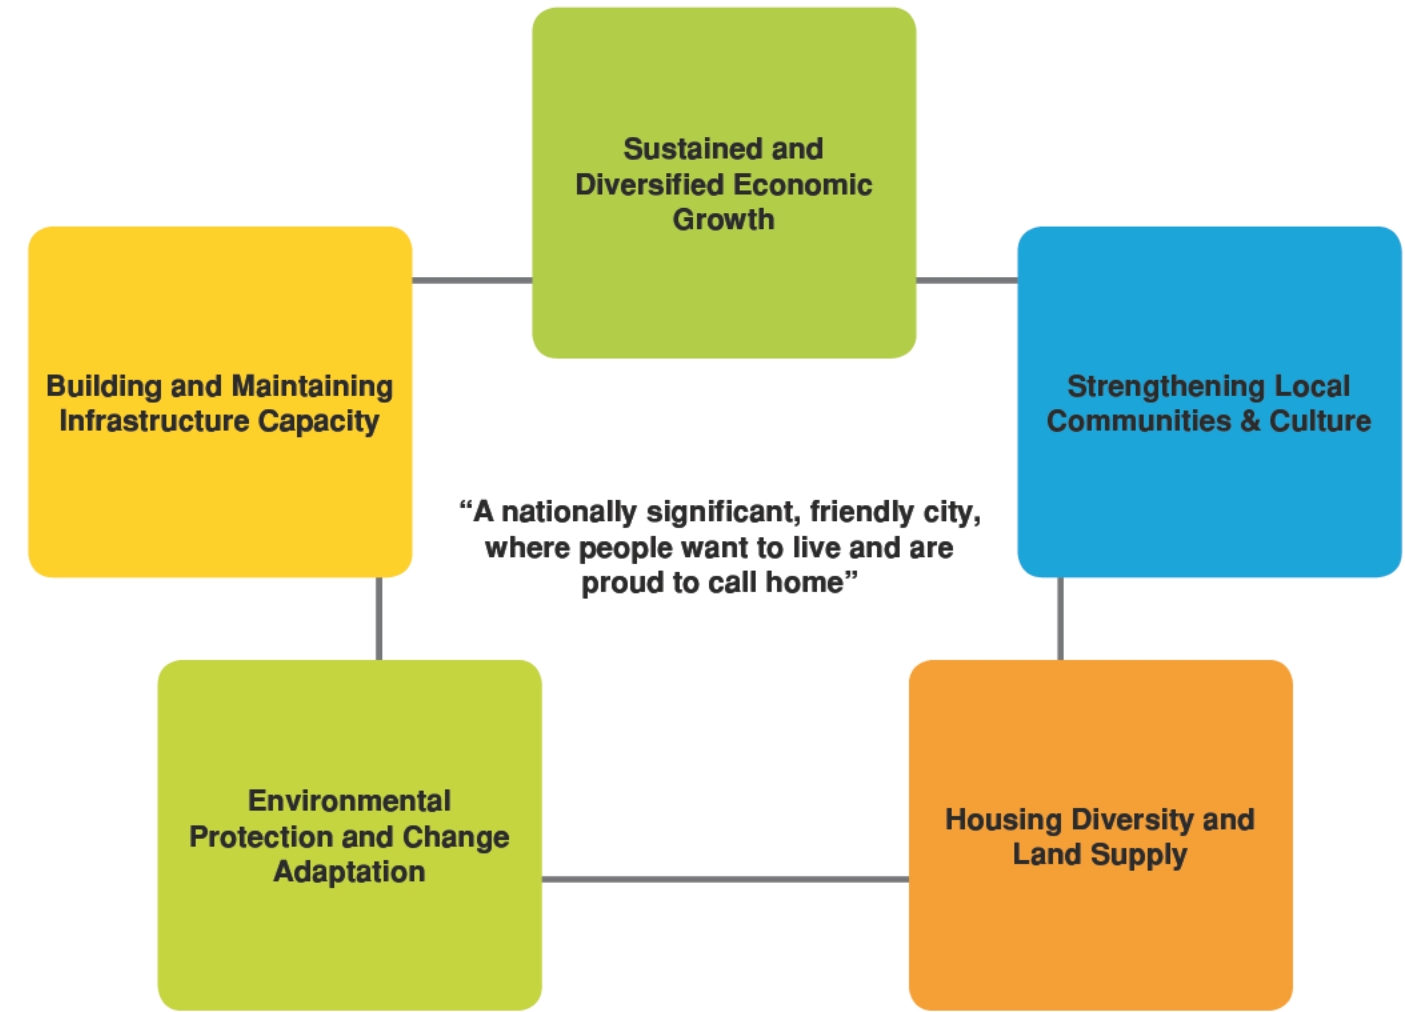 Sustained and
Diversified Economic
Growth
Building and Maintaining
Infrastructure Capacity
Strengthening Local
Communities & Culture
“A nationally significant, friendly city,
where people want to live and are
proud to call home”
Environmental
Protection and Change
Adaptation
Housing Diversity and
Land Supply